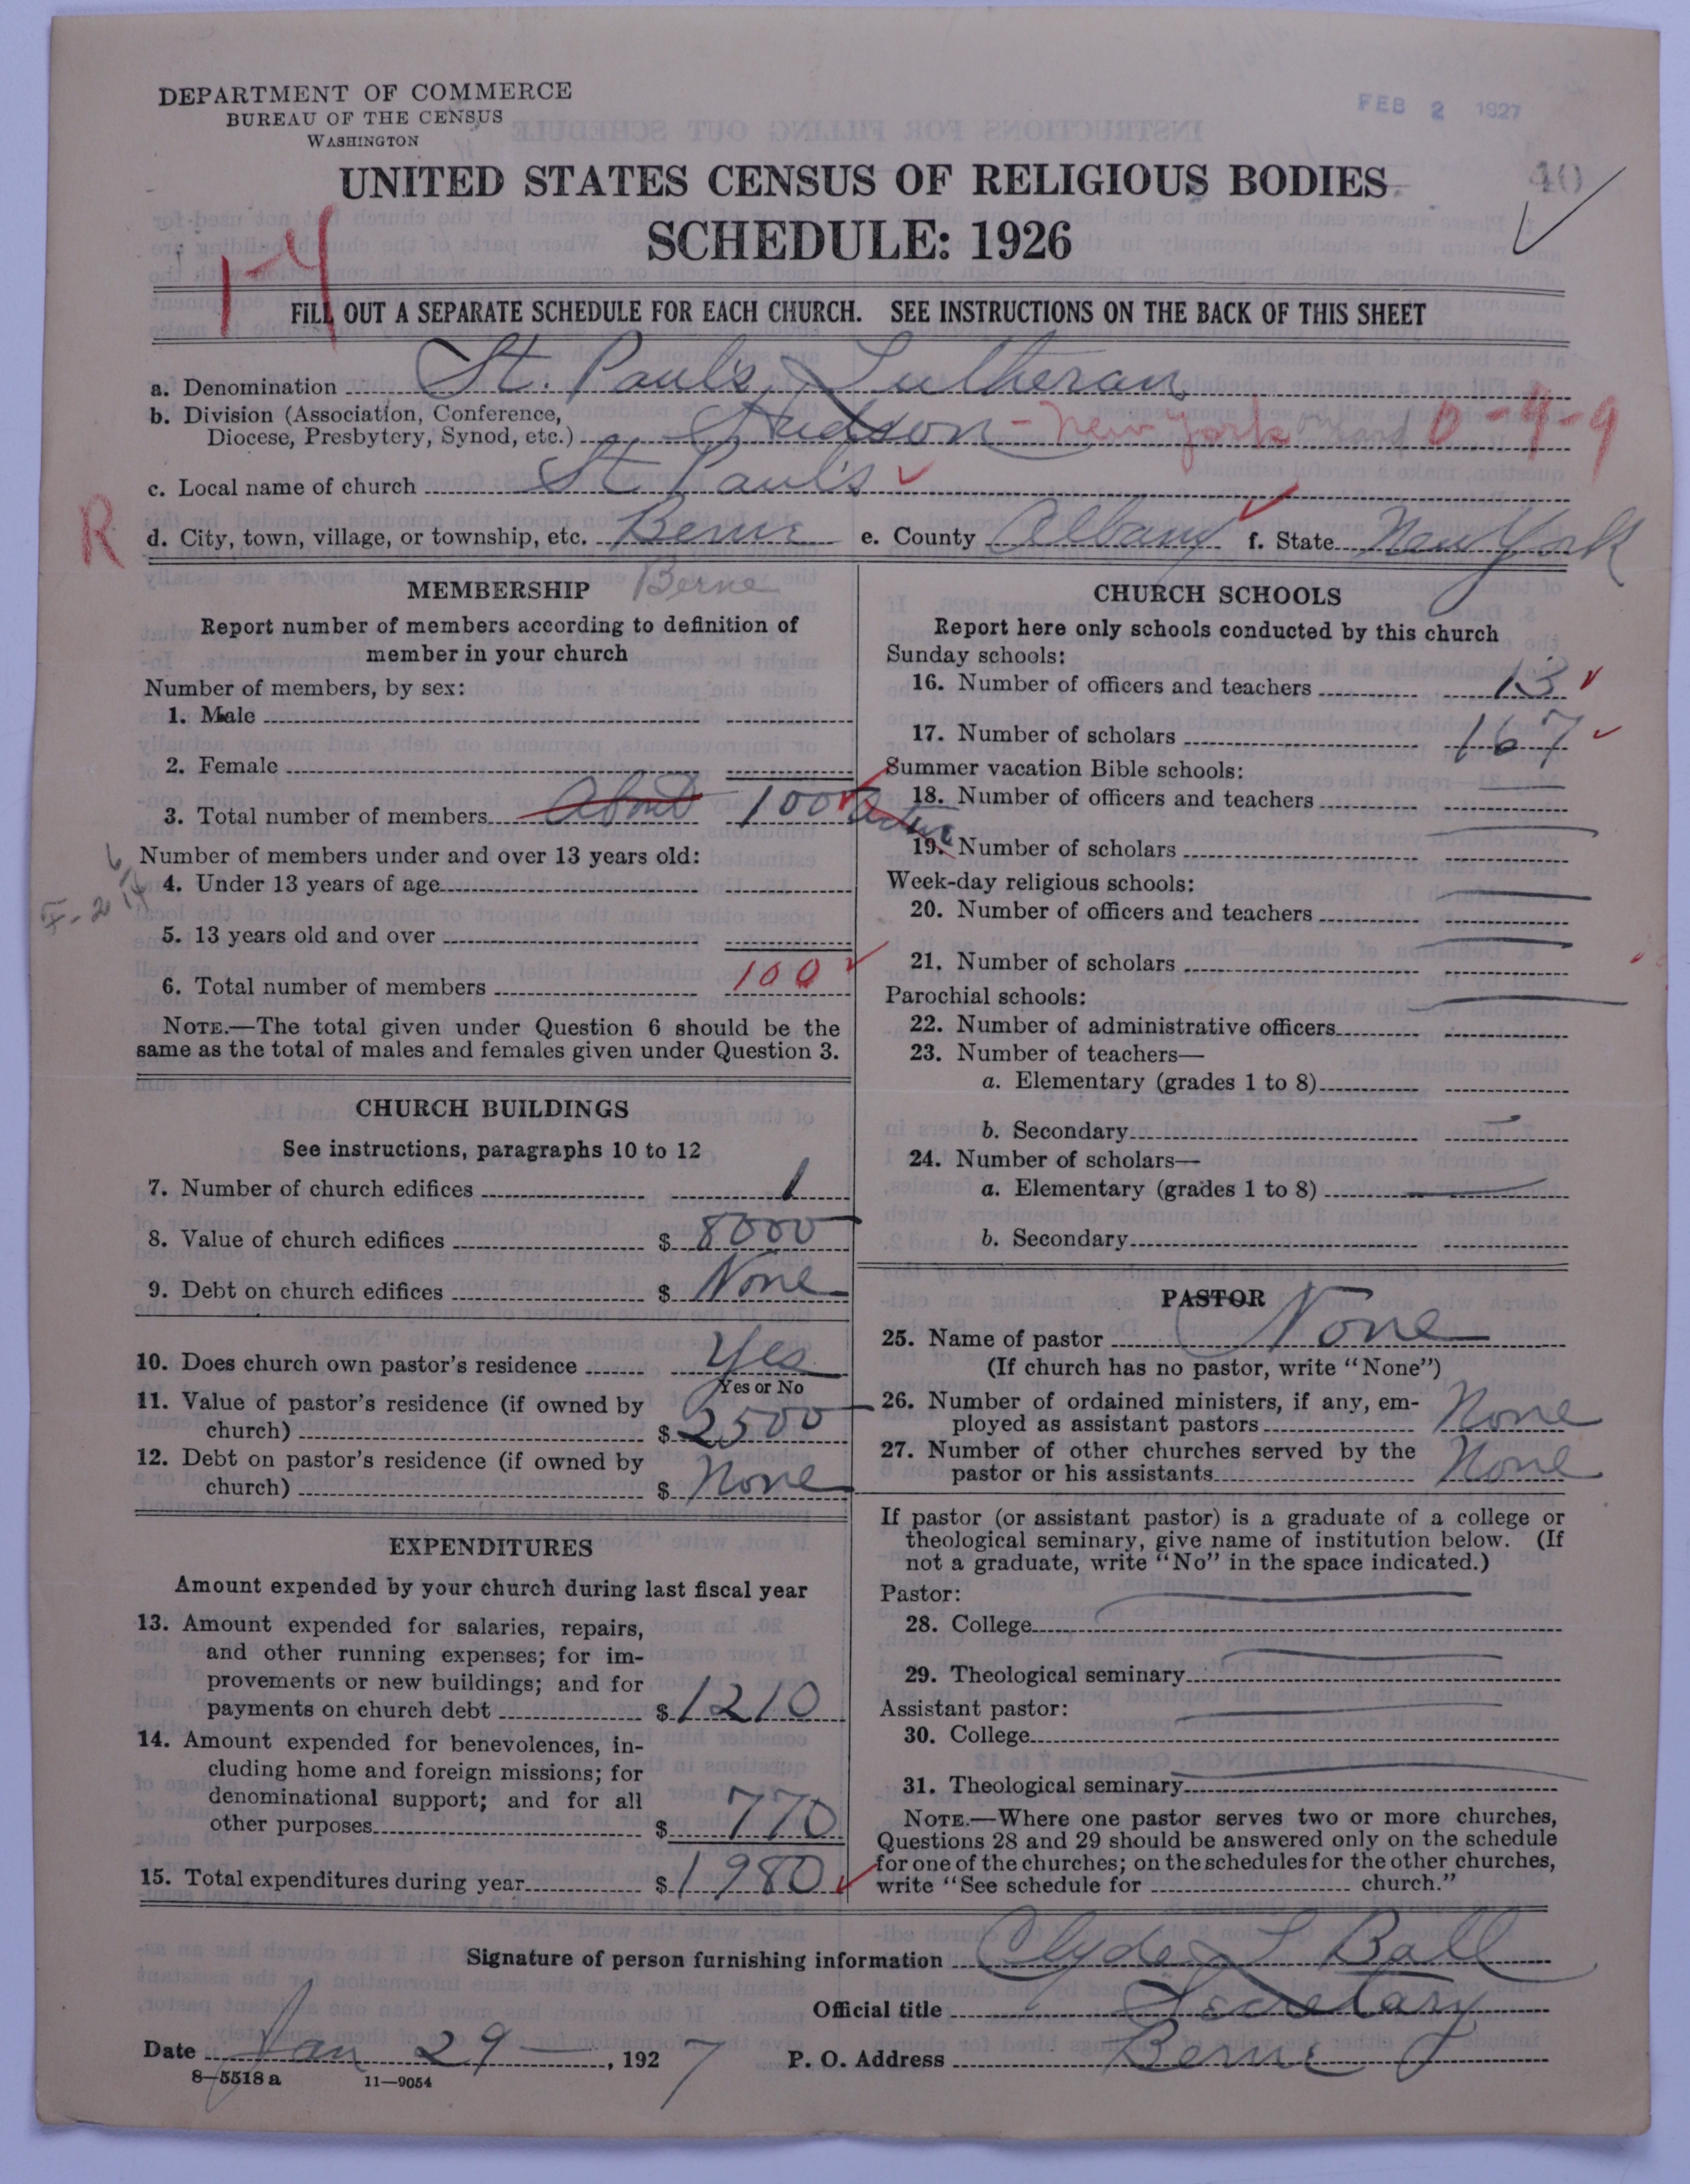 DEPARTMENT OF COMMERCE
BUREAU OF THE CENSUS
WASHINGTON
FEB 2 1927
UNITED STATES CENSUS OF RELIGIOUS BODIES
40
SCHEDULE: 1926
1-4
FILL OUT A SEPARATE SCHEDULE FOR EACH CHURCH. SEE INSTRUCTIONS ON THE BACK OF THIS SHEET
a. Denomination St. Paul's Lutheran
b. Division (Association, Conference,
Diocese, Presbytery, Synod, etc.) Hudson - New York 0-4-9
c. Local name of church St Paul's
R
d. City, town, village, or township, etc. Berne e. County Albany f. State New York
MEMBERSHIP Berne
Report number of members according to definition of
member in your church
Number of members, by sex:
1. Male
2. Female
3. Total number of members About 100 active
Number of members under and over 13 years old:
4. Under 13 years of age
5. 13 years old and over
6. Total number of members 100
NOTE.—The total given under Question 6 should be the
same as the total of males and females given under Question 3.
CHURCH BUILDINGS
See instructions, paragraphs 10 to 12
7. Number of church edifices 1
8. Value of church edifices $ 8000
9. Debt on church edifices $ None
10. Does church own pastor's residence Yes
Yes or No
11. Value of pastor's residence (if owned by
church) $ 2500
12. Debt on pastor's residence (if owned by
church) $ None
EXPENDITURES
Amount expended by your church during last fiscal year
13. Amount expended for salaries, repairs,
and other running expenses; for im-
provements or new buildings; and for
payments on church debt $ 1210
14. Amount expended for benevolences, in-
cluding home and foreign missions; for
denominational support; and for all
other purposes $ 770
15. Total expenditures during year $ 1980
CHURCH SCHOOLS
Report here only schools conducted by this church
Sunday schools:
16. Number of officers and teachers 13
17. Number of scholars 167
Summer vacation Bible schools:
18. Number of officers and teachers
19. Number of scholars
Week-day religious schools:
20. Number of officers and teachers
21. Number of scholars
Parochial schools:
22. Number of administrative officers
23. Number of teachers—
a. Elementary (grades 1 to 8)
b. Secondary
24. Number of scholars—
a. Elementary (grades 1 to 8)
b. Secondary
PASTOR
25. Name of pastor None
(If church has no pastor, write "None")
26. Number of ordained ministers, if any, em-
ployed as assistant pastors None
27. Number of other churches served by the
pastor or his assistants None
If pastor (or assistant pastor) is a graduate of a college or
theological seminary, give name of institution below. (If
not a graduate, write "No" in the space indicated.)
Pastor:
28. College
29. Theological seminary
Assistant pastor:
30. College
31. Theological seminary
NOTE.—Where one pastor serves two or more churches,
Questions 28 and 29 should be answered only on the schedule
for one of the churches; on the schedules for the other churches,
write "See schedule for church."
Signature of person furnishing information Clyde L Ball
Official title Secretary
Date Jan 29, 1927 P. O. Address Berne
8-5518 a 11-9054